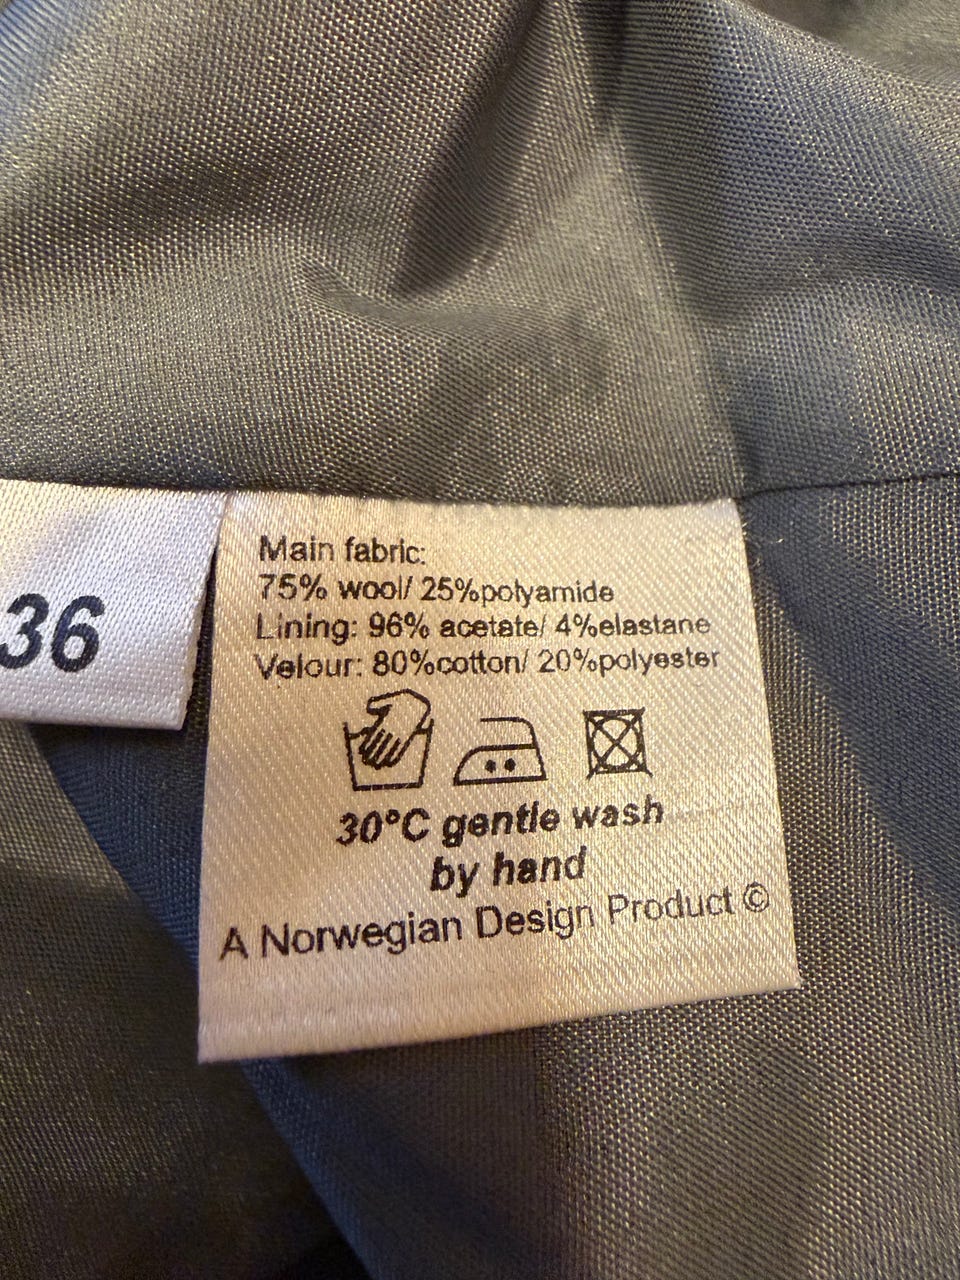 36
Main fabric:
75% wool/ 25%polyamide
Lining: 96% acetate/ 4%elastane
Velour: 80%cotton/ 20%polyester
30°C gentle wash
by hand
A Norwegian Design Product ©